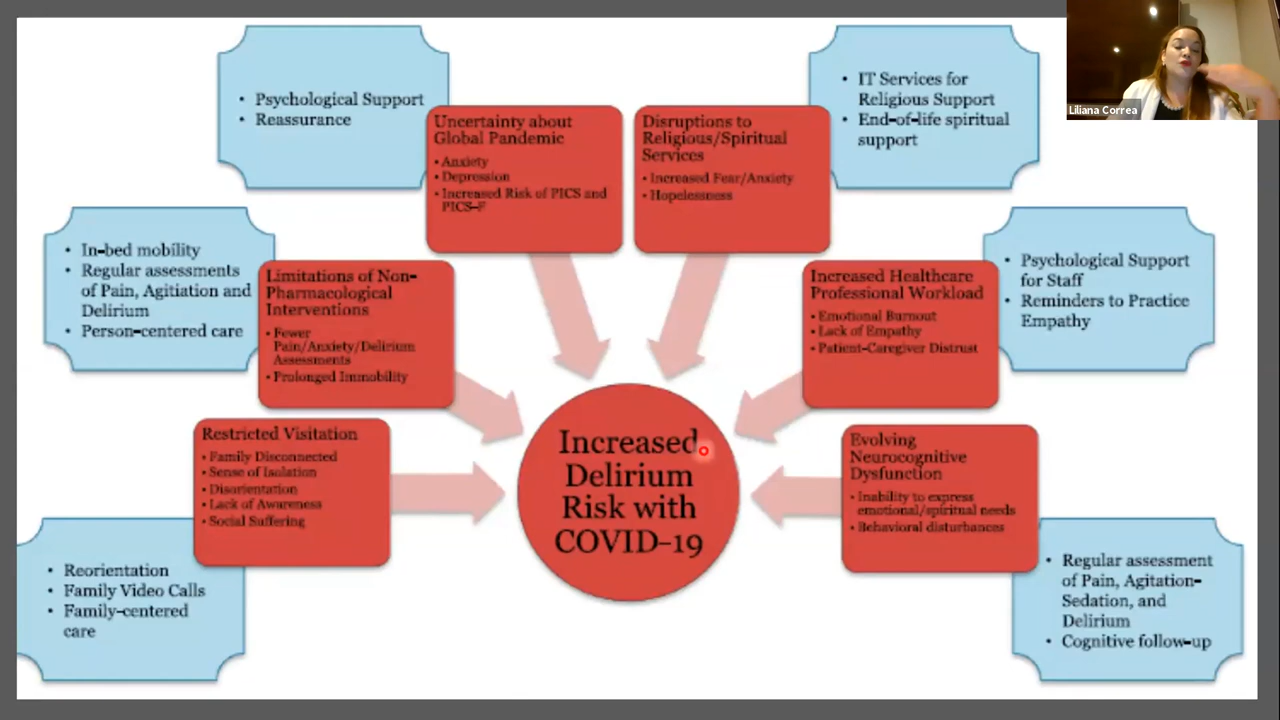 • Psychological Support
• Reassurance
Uncertainty about
Global Pandemic
• Anxiety
• Depression
• Increased Risk of PICS and
PICS-F
Disruptions to
Religious/Spiritual
Services
• Increased Fear/Anxiety
• Hopelessness
• IT Services for
Religious Support
• End-of-life spiritual
support
Liliana Correa
• In-bed mobility
• Regular assessments
of Pain, Agitiation and
Delirium
• Person-centered care
Limitations of Non-
Pharmacological
Interventions
• Fewer
Pain/Anxiety/Delirium
Assessments
• Prolonged Immobility
Increased Healthcare
Professional Workload
• Emotional Burnout
• Lack of Empathy
• Patient-Caregiver Distrust
• Psychological Support
for Staff
• Reminders to Practice
Empathy
Restricted Visitation
• Family Disconnected
• Sense of Isolation
• Disorientation
• Lack of Awareness
• Social Suffering
Increased
Delirium
Risk with
COVID-19
Evolving
Neurocognitive
Dysfunction
• Inability to express
emotional/spiritual needs
• Behavioral disturbances
• Reorientation
• Family Video Calls
• Family-centered
care
• Regular assessment
of Pain, Agitation-
Sedation, and
Delirium
• Cognitive follow-up